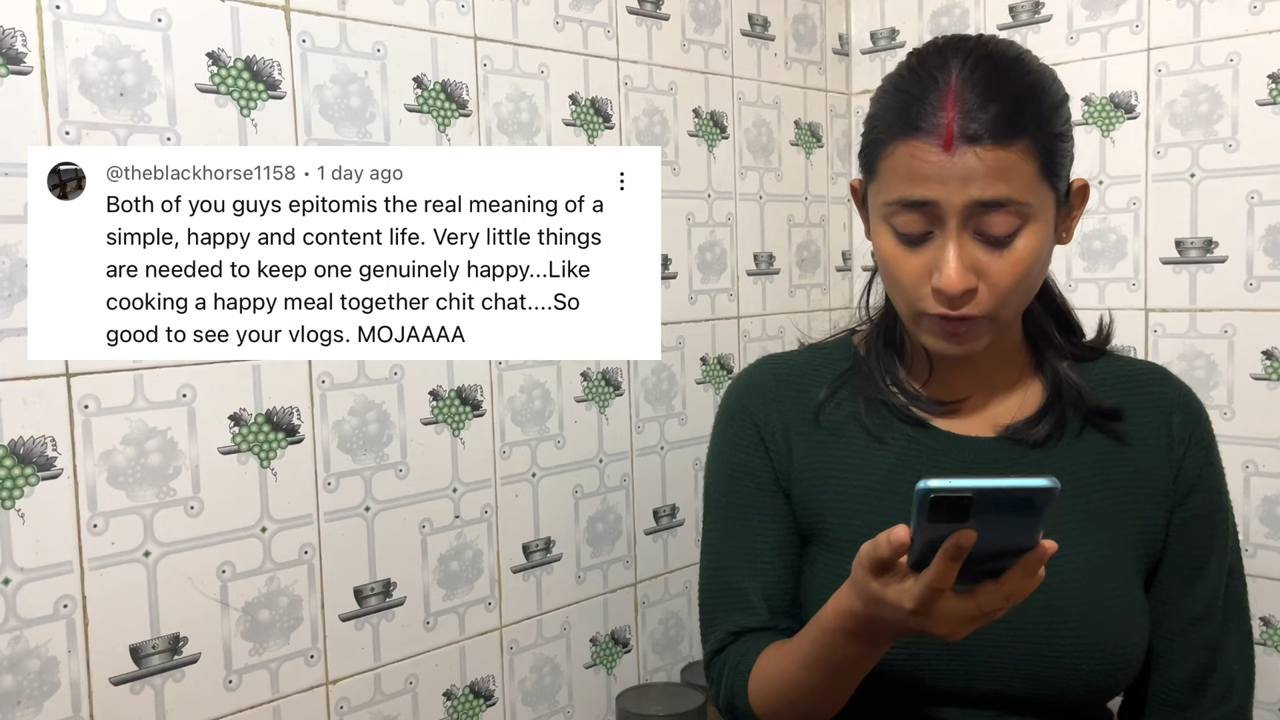 @theblackhorse1158 • 1 day ago
Both of you guys epitomis the real meaning of a
simple, happy and content life. Very little things
are needed to keep one genuinely happy...Like
cooking a happy meal together chit chat....So
good to see your vlogs. MOJAAAA